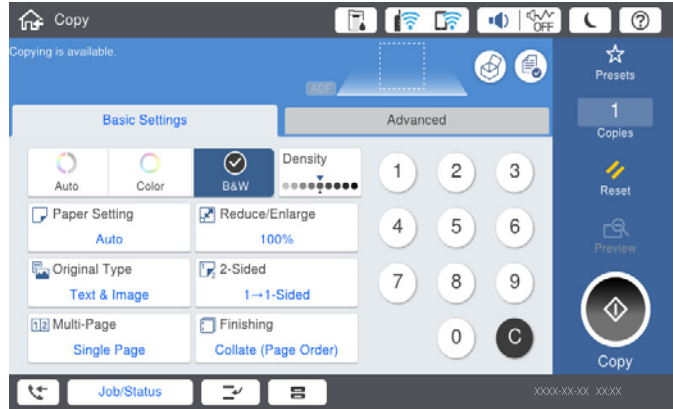 Copy
OFF
?
Copying is available.
ADF
Presets
1
Copies
Basic Settings
Advanced
Auto
Color
B&W
Density
1
2
3
Reset
Paper Setting
Auto
Reduce/Enlarge
100%
4
5
6
Preview
Original Type
Text & Image
2-Sided
1→1-Sided
7
8
9
1 2 Multi-Page
Single Page
Finishing
Collate (Page Order)
0
C
Copy
Job/Status
XXXX-XX-XX XX:XX